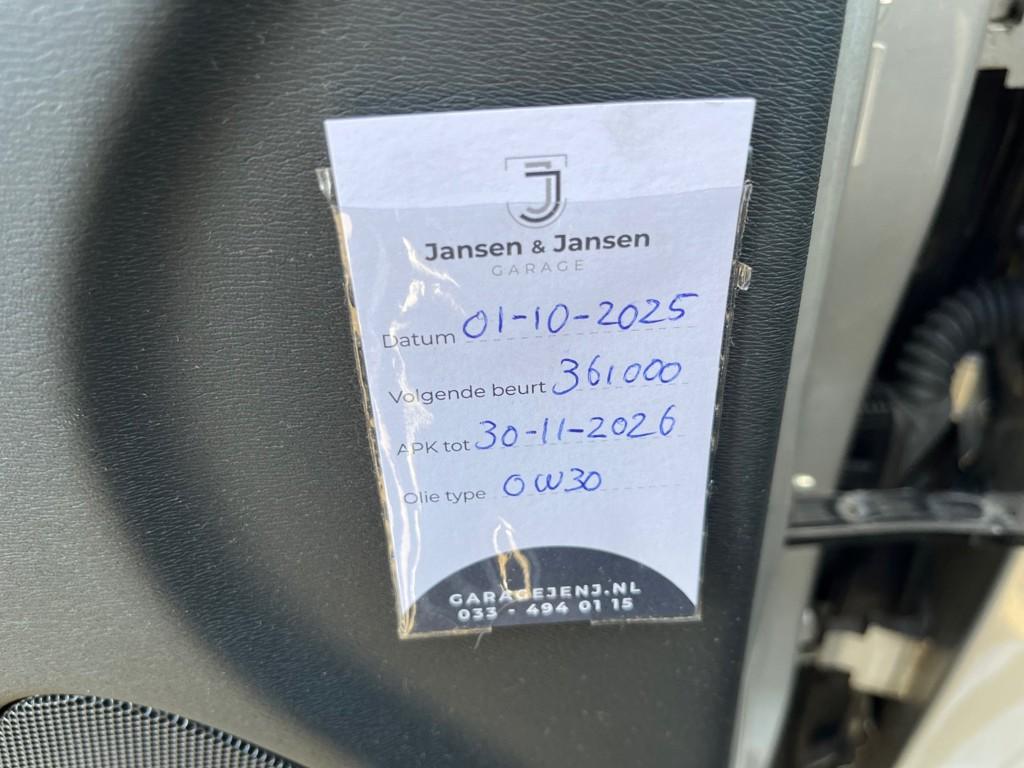 J
Jansen & Jansen
GARAGE
Datum 01-10-2025
Volgende beurt 361000
APK tot 30-11-2026
Olie type 0W30
GARAGEJENJ.NL
033 - 494 01 15